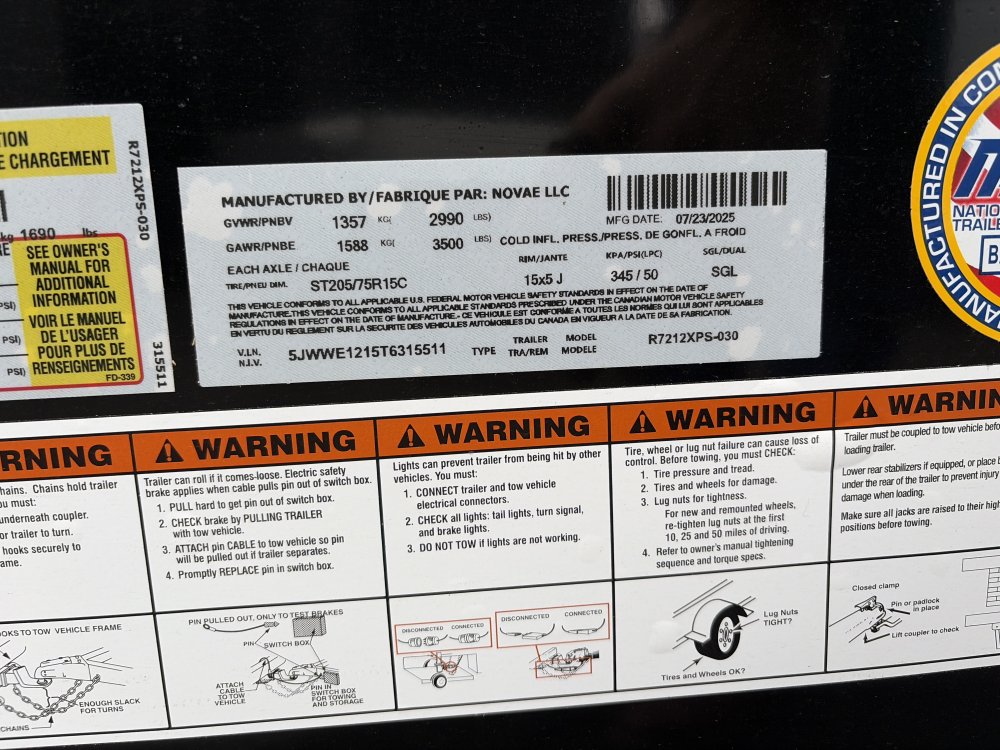 TION
E CHARGEMENT
R7212XPS-030
kg 1690 lbs
SEE OWNER'S
MANUAL FOR
ADDITIONAL
INFORMATION
VOIR LE MANUEL
DE L'USAGER
POUR PLUS DE
RENSEIGNEMENTS
FD-339
PSI)
PSI)
PSI)
315511
MANUFACTURED BY/FABRIQUE PAR: NOVAE LLC
GVWR/PNBV 1357 KG( 2990 LBS)
MFG DATE: 07/23/2025
GAWR/PNBE 1588 KG( 3500 LBS)
COLD INFL. PRESS./PRESS. DE GONFL. A FROID
EACH AXLE / CHAQUE
RIM/JANTE KPA/PSI(LPC) SGL/DUAL
TIRE/PNEU DIM. ST205/75R15C 15x5 J 345 / 50 SGL
THIS VEHICLE CONFORMS TO ALL APPLICABLE U.S. FEDERAL MOTOR VEHICLE SAFETY STANDARDS IN EFFECT ON THE DATE OF
MANUFACTURE.THIS VEHICLE CONFORMS TO ALL APPLICABLE STANDARDS PRESCRIBED UNDER THE CANADIAN MOTOR VEHICLE SAFETY
REGULATIONS IN EFFECT ON THE DATE OF MANUFACTURE.- CE VEHICULE EST CONFORME A TOUTES LES NORMES QUI LUI SONT APPLICABLES
EN VERTU DU REGLEMENT SUR LA SECURITE DES VEHICULES AUTOMOBILES DU CANADA EN VIGUEUR A LA DATE DE SA FABRICATION.
V.I.N. 5JWWE1215T6315511 TYPE TRAILER MODEL R7212XPS-030
N.I.V. TRA/REM MODELE
MANUFACTURED IN COM
NATIO
TRAILE
RNING
hains. Chains hold trailer
ou must:
underneath coupler.
or trailer to turn.
hooks securely to
ame.
OOKS TO TOW VEHICLE FRAME
ENOUGH SLACK
FOR TURNS
CHAINS
WARNING
Trailer can roll if it comes-loose. Electric safety
brake applies when cable pulls pin out of switch box.
1. PULL hard to get pin out of switch box.
2. CHECK brake by PULLING TRAILER
with tow vehicle.
3. ATTACH pin CABLE to tow vehicle so pin
will be pulled out if trailer separates.
4. Promptly REPLACE pin in switch box.
PIN PULLED OUT, ONLY TO TEST BRAKES
PIN
SWITCH BOX
ATTACH
CABLE
TO TOW
VEHICLE
PIN IN
SWITCH BOX
FOR TOWING
AND STORAGE
WARNING
Lights can prevent trailer from being hit by other
vehicles. You must:
1. CONNECT trailer and tow vehicle
electrical connectors.
2. CHECK all lights: tail lights, turn signal,
and brake lights.
3. DO NOT TOW if lights are not working.
DISCONNECTED CONNECTED
DISCONNECTED CONNECTED
WARNING
Tire, wheel or lug nut failure can cause loss of
control. Before towing, you must CHECK:
1. Tire pressure and tread.
2. Tires and wheels for damage.
3. Lug nuts for tightness.
For new and remounted wheels,
re-tighten lug nuts at the first
10, 25 and 50 miles of driving.
4. Refer to owner's manual tightening
sequence and torque specs.
Lug Nuts
TIGHT?
Tires and Wheels OK?
WARNIN
Trailer must be coupled to tow vehicle befo
loading trailer.
Lower rear stabilizers if equipped, or place b
under the rear of the trailer to prevent injury
damage when loading.
Make sure all jacks are raised to their high
positions before towing.
Closed clamp
Pin or padlock
in place
Lift coupler to check